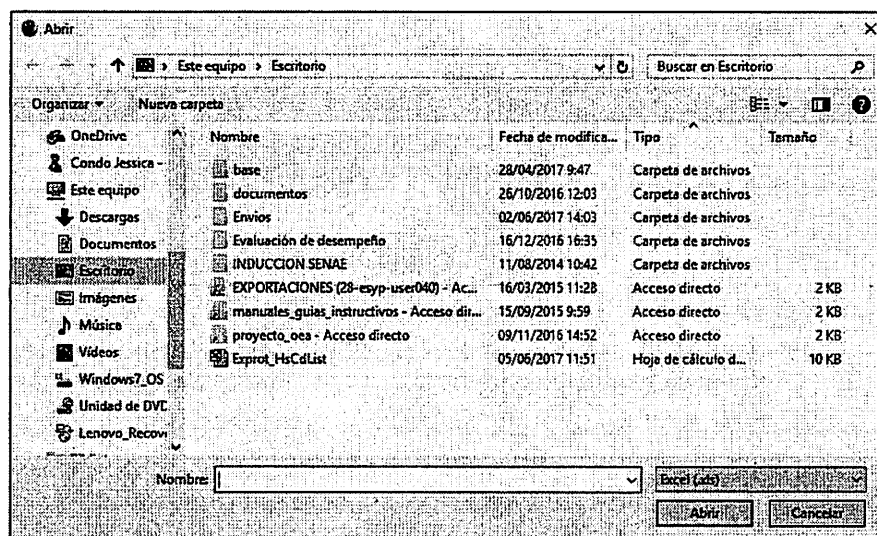 Abrir
Este equipo > Escritorio
Buscar en Escritorio
Organizar
Nueva carpeta
OneDrive
Condo Jessica -
Este equipo
Descargas
Documentos
Escritorio
Imágenes
Música
Vídeos
Windows7_OS
Unidad de DVD
Lenovo_Recov
Nombre Fecha de modifica... Tipo Tamaño
base 28/04/2017 9:47 Carpeta de archivos
documentos 26/10/2016 12:03 Carpeta de archivos
Envios 02/06/2017 14:03 Carpeta de archivos
Evaluación de desempeño 16/12/2016 16:35 Carpeta de archivos
INDUCCION SENAE 11/08/2014 10:42 Carpeta de archivos
EXPORTACIONES (28-esyp-user040) - Ac... 16/03/2015 11:28 Acceso directo 2 KB
manuales_guias_instructivos - Acceso dir... 15/09/2015 9:59 Acceso directo 2 KB
proyecto_oea - Acceso directo 09/11/2016 14:52 Acceso directo 2 KB
Exprot_HsCdList 05/06/2017 11:51 Hoja de cálculo d... 10 KB
Nombre:
Excel (.xls)
Abrir
Cancelar